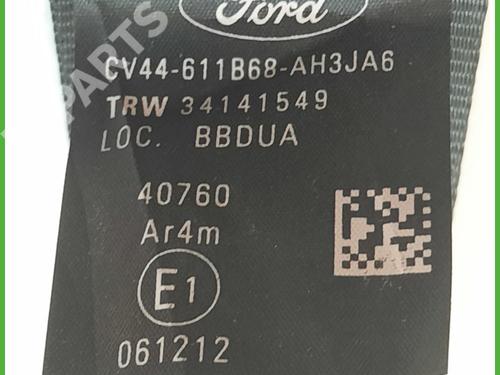 Ford
CV44-611B68-AH3JA6
TRW 34141549
LOC. BBDUA
40760
Ar4m
E1
061212